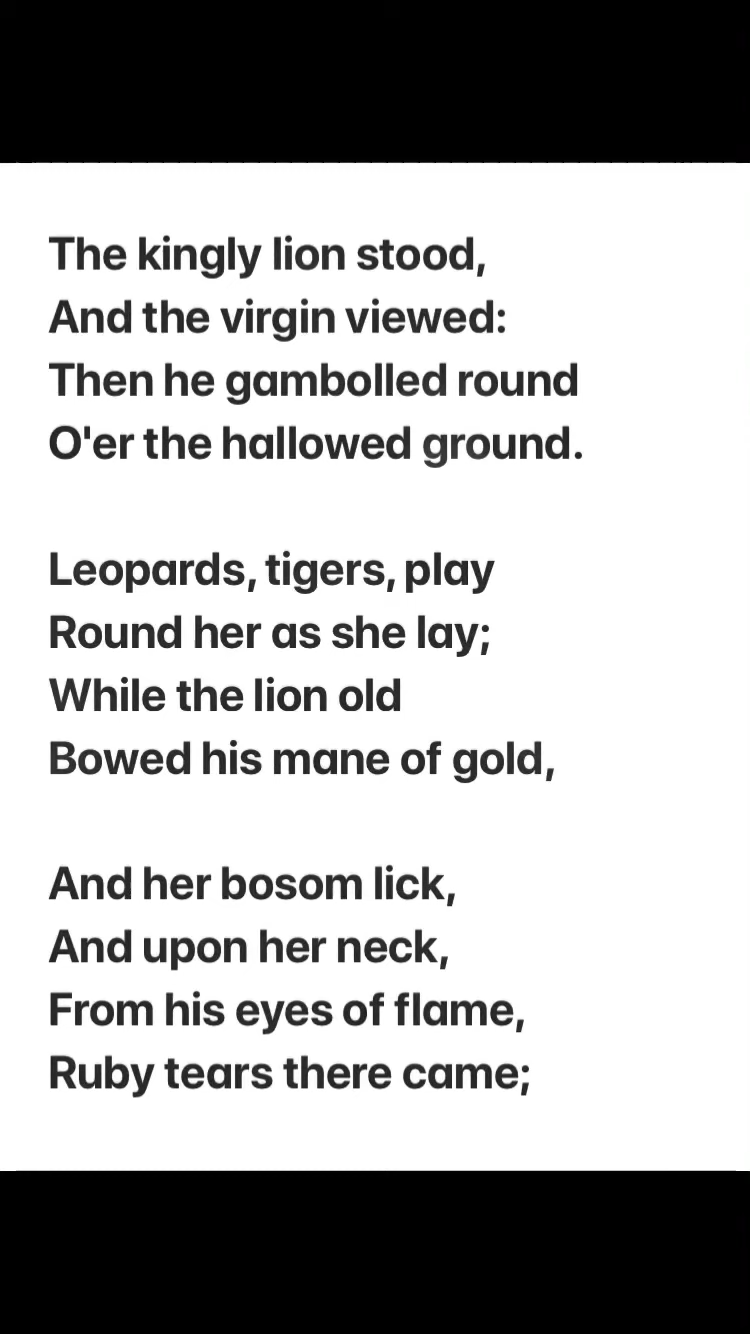 The kingly lion stood,
And the virgin viewed:
Then he gambolled round
O'er the hallowed ground.
Leopards, tigers, play
Round her as she lay;
While the lion old
Bowed his mane of gold,
And her bosom lick,
And upon her neck,
From his eyes of flame,
Ruby tears there came;